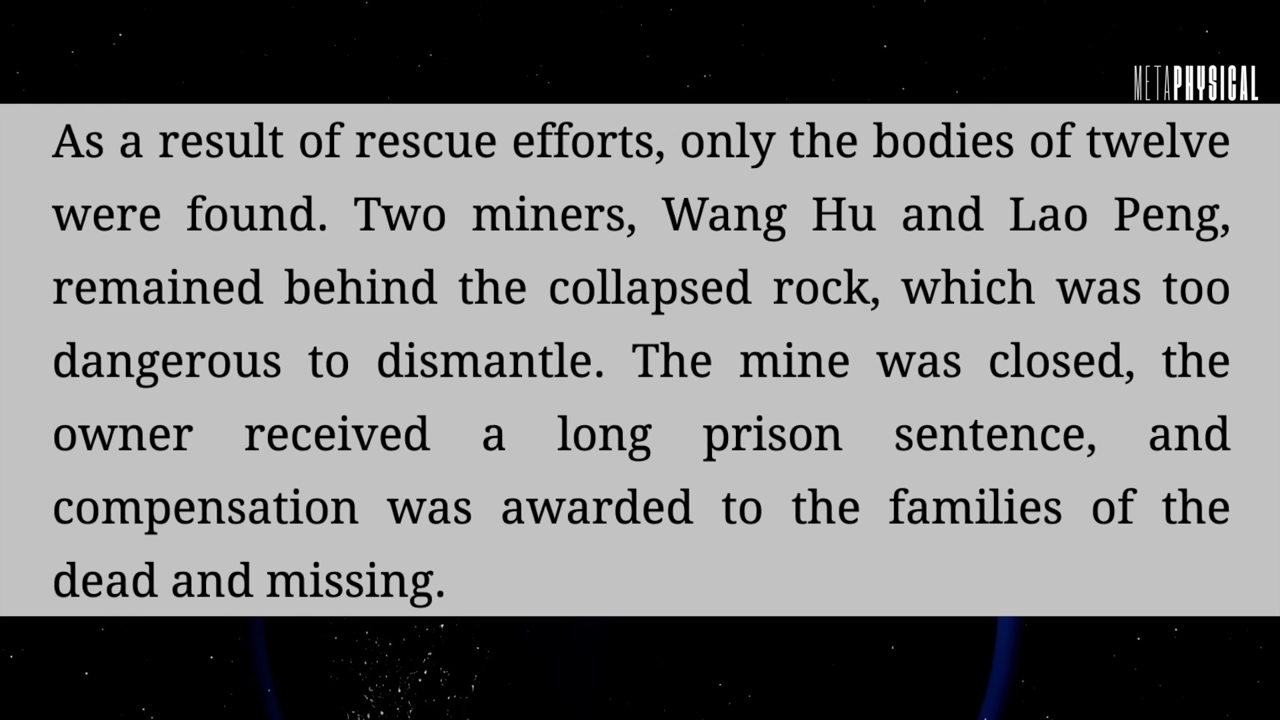 METAPHYSICAL
As a result of rescue efforts, only the bodies of twelve
were found. Two miners, Wang Hu and Lao Peng,
remained behind the collapsed rock, which was too
dangerous to dismantle. The mine was closed, the
owner received a long prison sentence, and
compensation was awarded to the families of the
dead and missing.